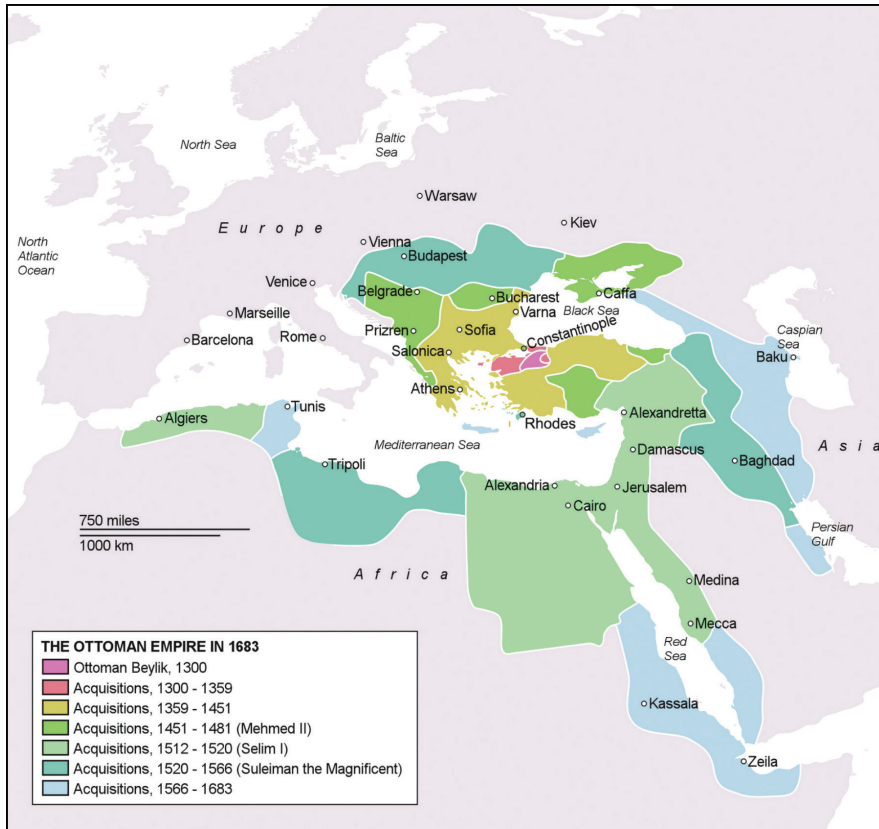 North Sea
Baltic
Sea
Warsaw
Europe
Kiev
North
Atlantic
Ocean
Vienna
Budapest
Venice
Belgrade
Bucharest
Caffa
Varna
Black Sea
Marseille
Caspian
Sea
Barcelona
Rome
Prizren
Sofia
Constantinople
Salonica
Baku
Athens
Tunis
Algiers
Rhodes
Alexandretta
Mediterranean Sea
Damascus
Asia
Tripoli
Baghdad
Alexandria
Jerusalem
Cairo
750 miles
1000 km
Persian
Gulf
Africa
Medina
Mecca
Red
Sea
Kassala
Zeila
THE OTTOMAN EMPIRE IN 1683
Ottoman Beylik, 1300
Acquisitions, 1300 - 1359
Acquisitions, 1359 - 1451
Acquisitions, 1451 - 1481 (Mehmed II)
Acquisitions, 1512 - 1520 (Selim I)
Acquisitions, 1520 - 1566 (Suleiman the Magnificent)
Acquisitions, 1566 - 1683